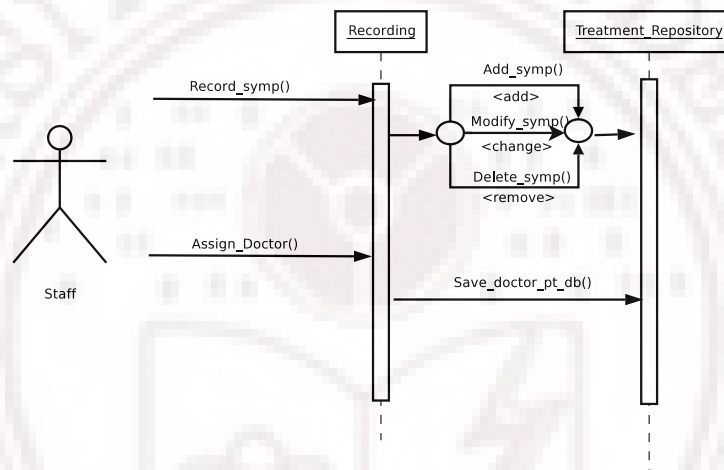 Recording
Treatment_Repository
Record_symp()
Add_symp()
<add>
Modify_symp()
<change>
Delete_symp()
<remove>
Assign_Doctor()
Save_doctor_pt_db()
Staff